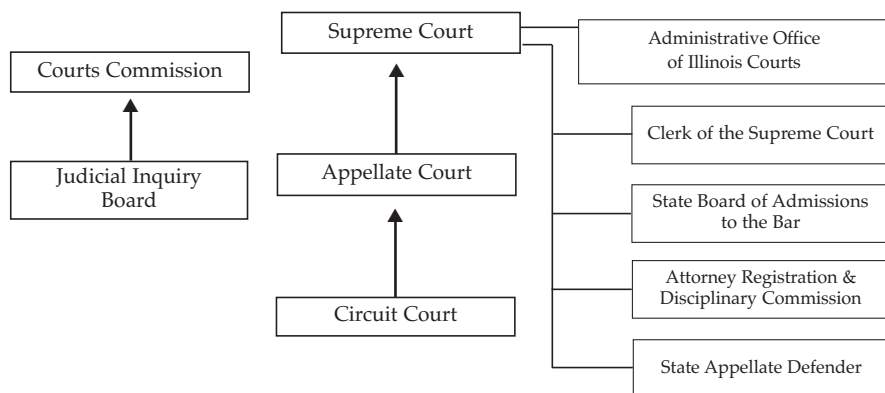 Supreme Court
Administrative Office
of Illinois Courts
Courts Commission
Clerk of the Supreme Court
Judicial Inquiry
Board
Appellate Court
State Board of Admissions
to the Bar
Attorney Registration &
Disciplinary Commission
Circuit Court
State Appellate Defender